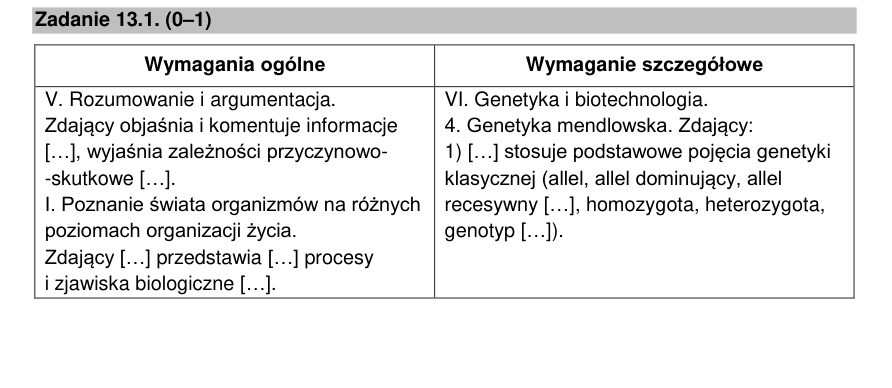 Zadanie 13.1. (0–1)
Wymagania ogólne
Wymaganie szczegółowe
V. Rozumowanie i argumentacja.
Zdający objaśnia i komentuje informacje
[…], wyjaśnia zależności przyczynowo-
-skutkowe […].
I. Poznanie świata organizmów na różnych
poziomach organizacji życia.
Zdający […] przedstawia […] procesy
i zjawiska biologiczne […].
VI. Genetyka i biotechnologia.
4. Genetyka mendlowska. Zdający:
1) […] stosuje podstawowe pojęcia genetyki
klasycznej (allel, allel dominujący, allel
recesywny […], homozygota, heterozygota,
genotyp […]).